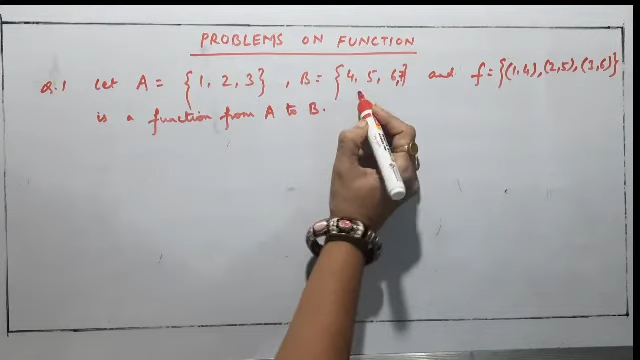 PROBLEMS ON FUNCTION
Q.1 Let A = {1, 2, 3}, B = {4, 5, 6,7} and f = {(1,4), (2,5), (3,6)}
is a function from A to B.